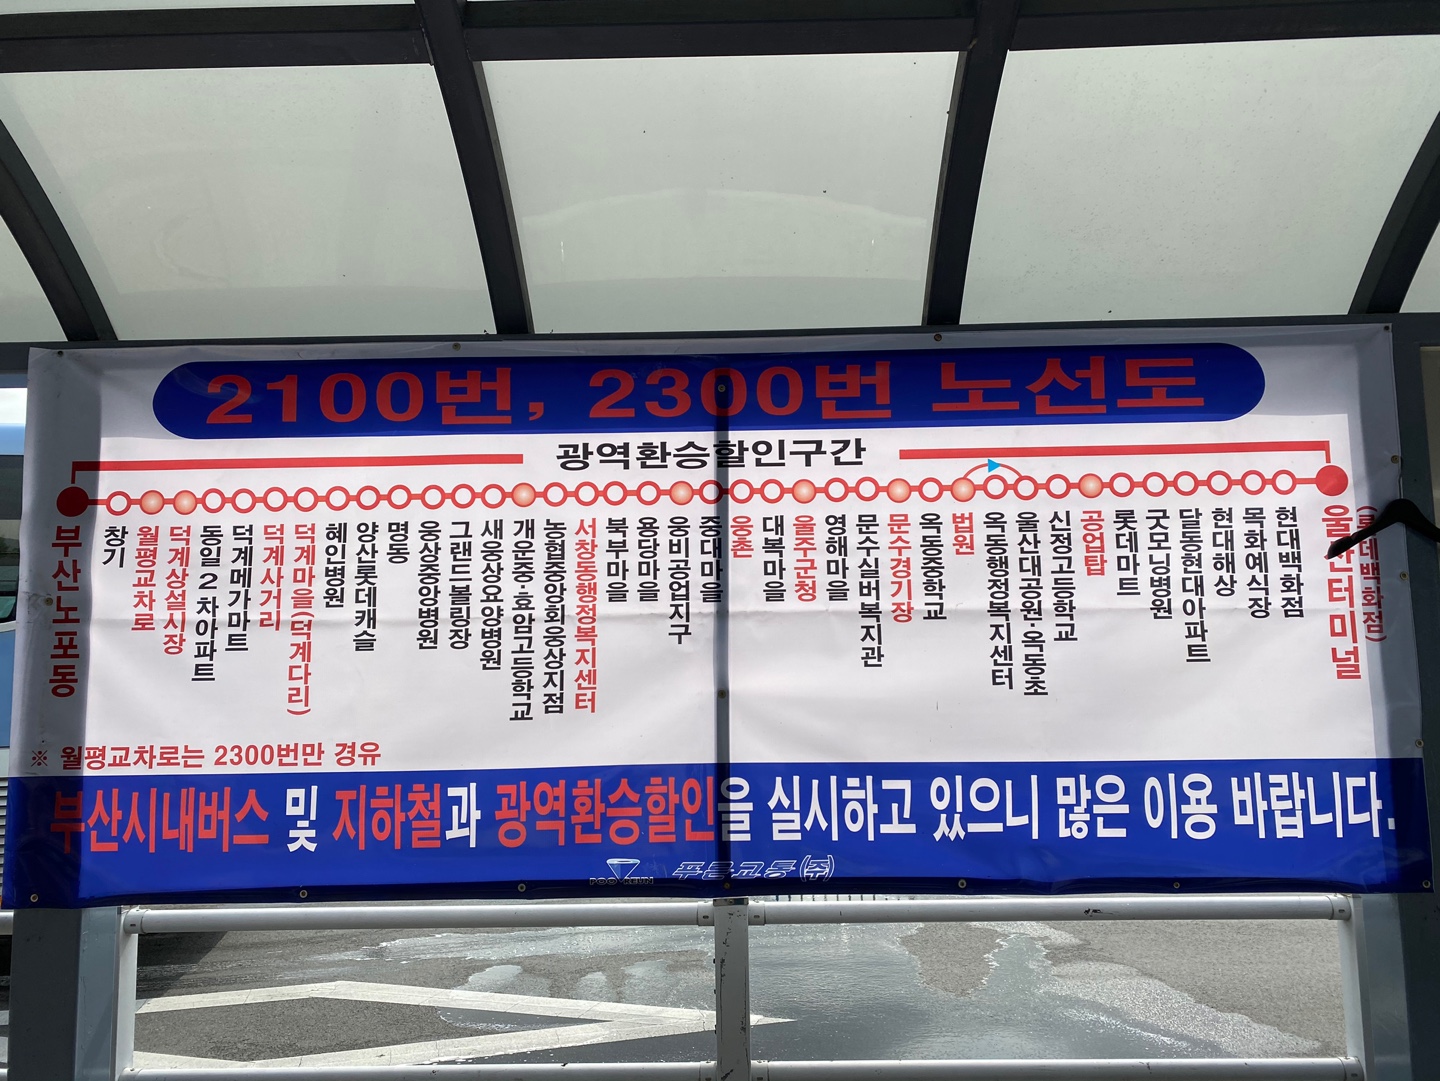 2100번, 2300번 노선도
광역환승할인구간
부산노포동
창기
월평교차로
덕계상설시장
동일2차아파트
덕계메가마트
덕계사거리
덕계마을(덕계다리)
혜인병원
양산롯데캐슬
명동
웅상중앙병원
그랜드볼링장
새웅상요양병원
개운중·효암고등학교
농협중앙회웅상지점
서창동행정복지센터
북부마을
용당마을
웅비공업지구
중대마을
웅촌
대복마을
울주군청
영해마을
문수실버복지관
문수경기장
옥동중학교
법원
옥동행정복지센터
울산대공원·옥동초
신정고등학교
공업탑
롯데마트
굿모닝병원
달동현대아파트
현대해상
목화예식장
현대백화점
울산터미널
(롯데백화점)
※ 월평교차로는 2300번만 경유
부산시내버스 및 지하철과 광역환승할인을 실시하고 있으니 많은 이용 바랍니다.
POO REUN 푸른교통(주)